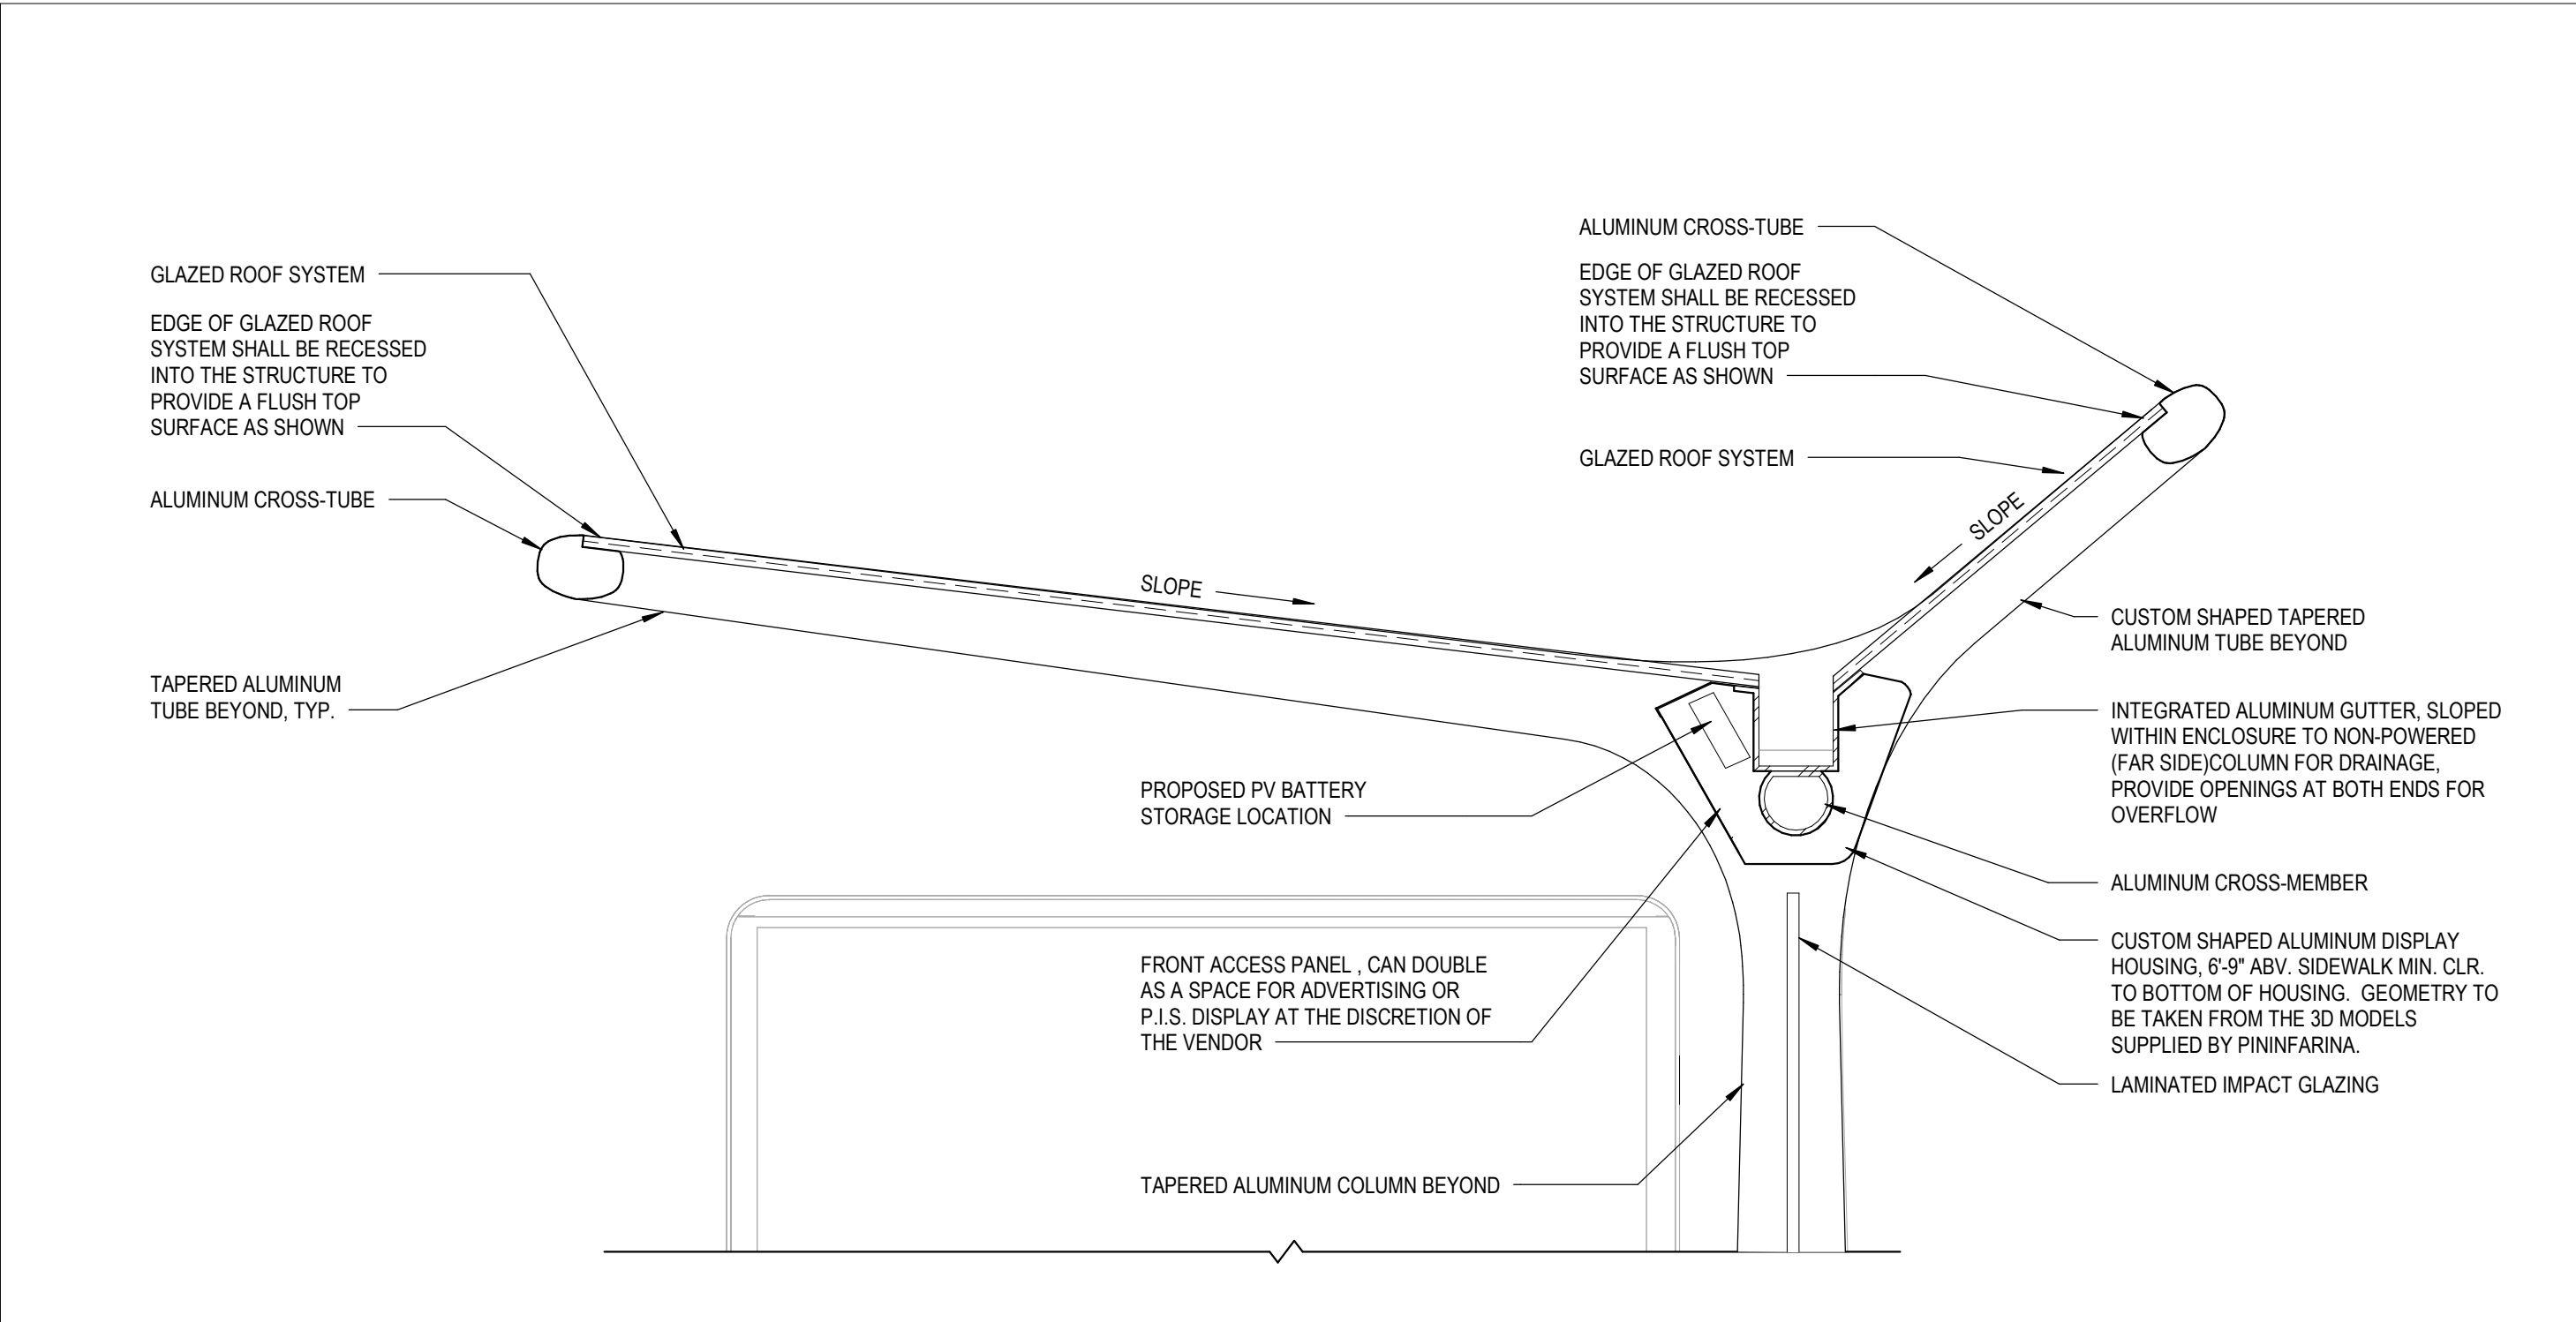 GLAZED ROOF SYSTEM
EDGE OF GLAZED ROOF
SYSTEM SHALL BE RECESSED
INTO THE STRUCTURE TO
PROVIDE A FLUSH TOP
SURFACE AS SHOWN
ALUMINUM CROSS-TUBE
TAPERED ALUMINUM
TUBE BEYOND, TYP.
SLOPE
PROPOSED PV BATTERY
STORAGE LOCATION
FRONT ACCESS PANEL , CAN DOUBLE
AS A SPACE FOR ADVERTISING OR
P.I.S. DISPLAY AT THE DISCRETION OF
THE VENDOR
TAPERED ALUMINUM COLUMN BEYOND
ALUMINUM CROSS-TUBE
EDGE OF GLAZED ROOF
SYSTEM SHALL BE RECESSED
INTO THE STRUCTURE TO
PROVIDE A FLUSH TOP
SURFACE AS SHOWN
GLAZED ROOF SYSTEM
SLOPE
CUSTOM SHAPED TAPERED
ALUMINUM TUBE BEYOND
INTEGRATED ALUMINUM GUTTER, SLOPED
WITHIN ENCLOSURE TO NON-POWERED
(FAR SIDE)COLUMN FOR DRAINAGE,
PROVIDE OPENINGS AT BOTH ENDS FOR
OVERFLOW
ALUMINUM CROSS-MEMBER
CUSTOM SHAPED ALUMINUM DISPLAY
HOUSING, 6'-9" ABV. SIDEWALK MIN. CLR.
TO BOTTOM OF HOUSING.  GEOMETRY TO
BE TAKEN FROM THE 3D MODELS
SUPPLIED BY PININFARINA.
LAMINATED IMPACT GLAZING